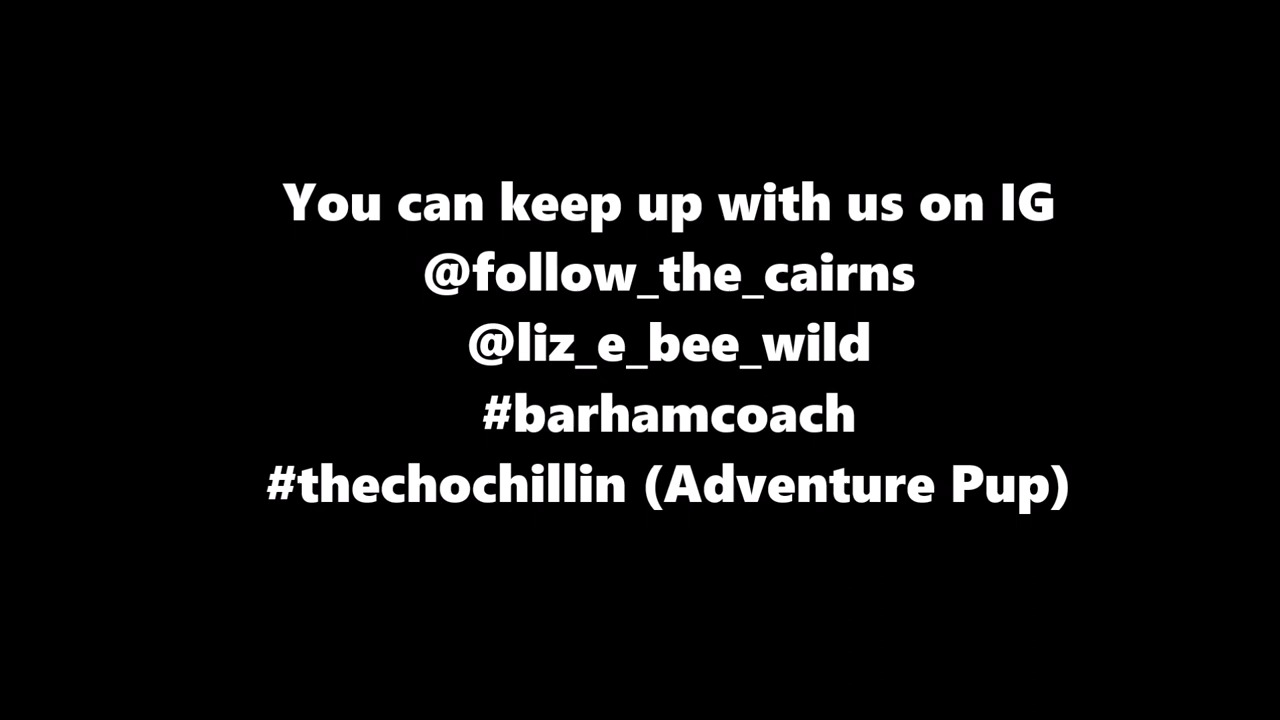 You can keep up with us on IG
@follow_the_cairns
@liz_e_bee_wild
#barhamcoach
#thechochillin (Adventure Pup)